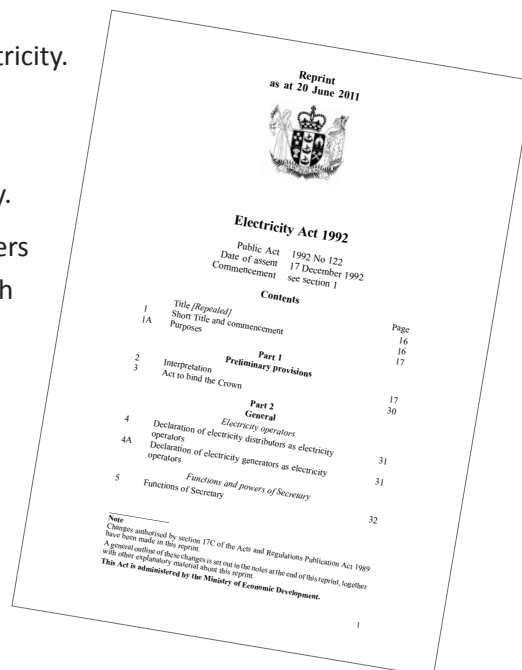 tricity.
y.
ers
h
Reprint
as at 20 June 2011
Electricity Act 1992
Public Act 1992 No 122
Date of assent 17 December 1992
Commencement see section 1
Contents
Page
1 Title [Repealed] 16
Short Title and commencement 16
1A Purposes 17
Part 1
Preliminary provisions
2 Interpretation 17
3 Act to bind the Crown 30
Part 2
General
Electricity operators
4 Declaration of electricity distributors as electricity
operators 31
4A Declaration of electricity generators as electricity
operators 31
Functions and powers of Secretary
5 Functions of Secretary 32
Note
Changes authorised by section 17C of the Acts and Regulations Publication Act 1989
have been made in this reprint.
A general outline of these changes is set out in the notes at the end of this reprint, together
with other explanatory material about this reprint.
This Act is administered by the Ministry of Economic Development.
1